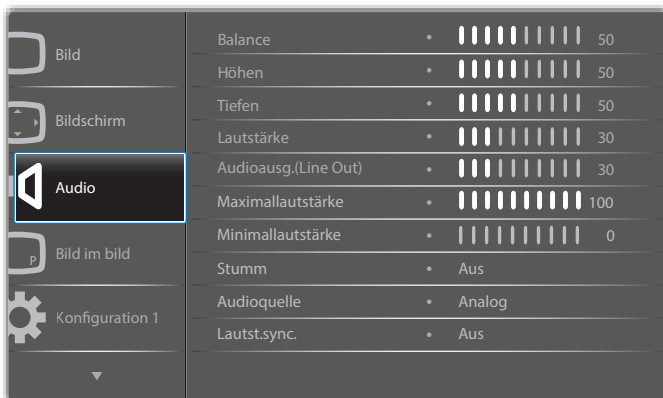 Bild
Bildschirm
Audio
Bild im bild
P
Konfiguration 1
Balance • 50
Höhen • 50
Tiefen • 50
Lautstärke • 30
Audioausg.(Line Out) • 30
Maximallautstärke • 100
Minimallautstärke • 0
Stumm • Aus
Audioquelle • Analog
Lautst.sync. • Aus